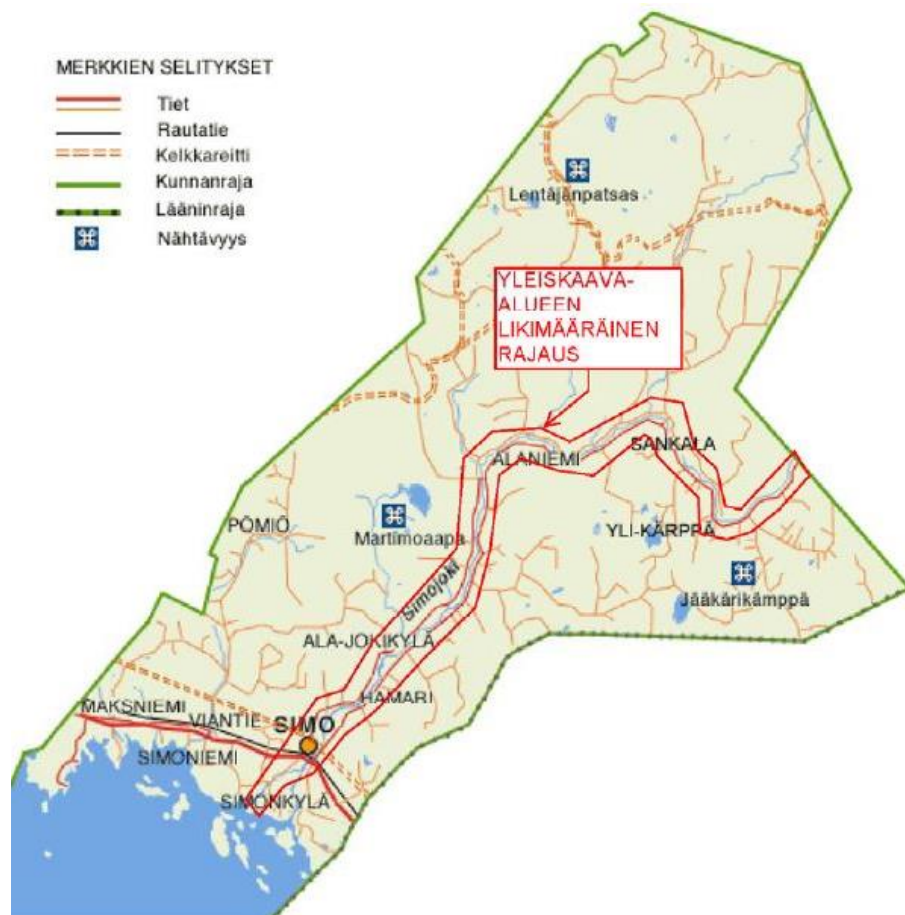 MERKKIEN SELITYKSET
Tiet
Rautatie
Kelkkareitti
Kunnanraja
Lääninraja
Nähtävyys
Lentäjänpatsas
YLEISKAAVA-
ALUEEN
LIKIMÄÄRÄINEN
RAJAUS
SANKALA
ALANIEMI
PÖMIÖ
Martimoaapa
YLI-KÄRPPÄ
Jääkärikämppä
Simojoki
ALA-JOKIKYLÄ
HAMARI
MAKSNIEMI
VIANTIE
SIMO
SIMONIEMI
SIMONKYLÄ